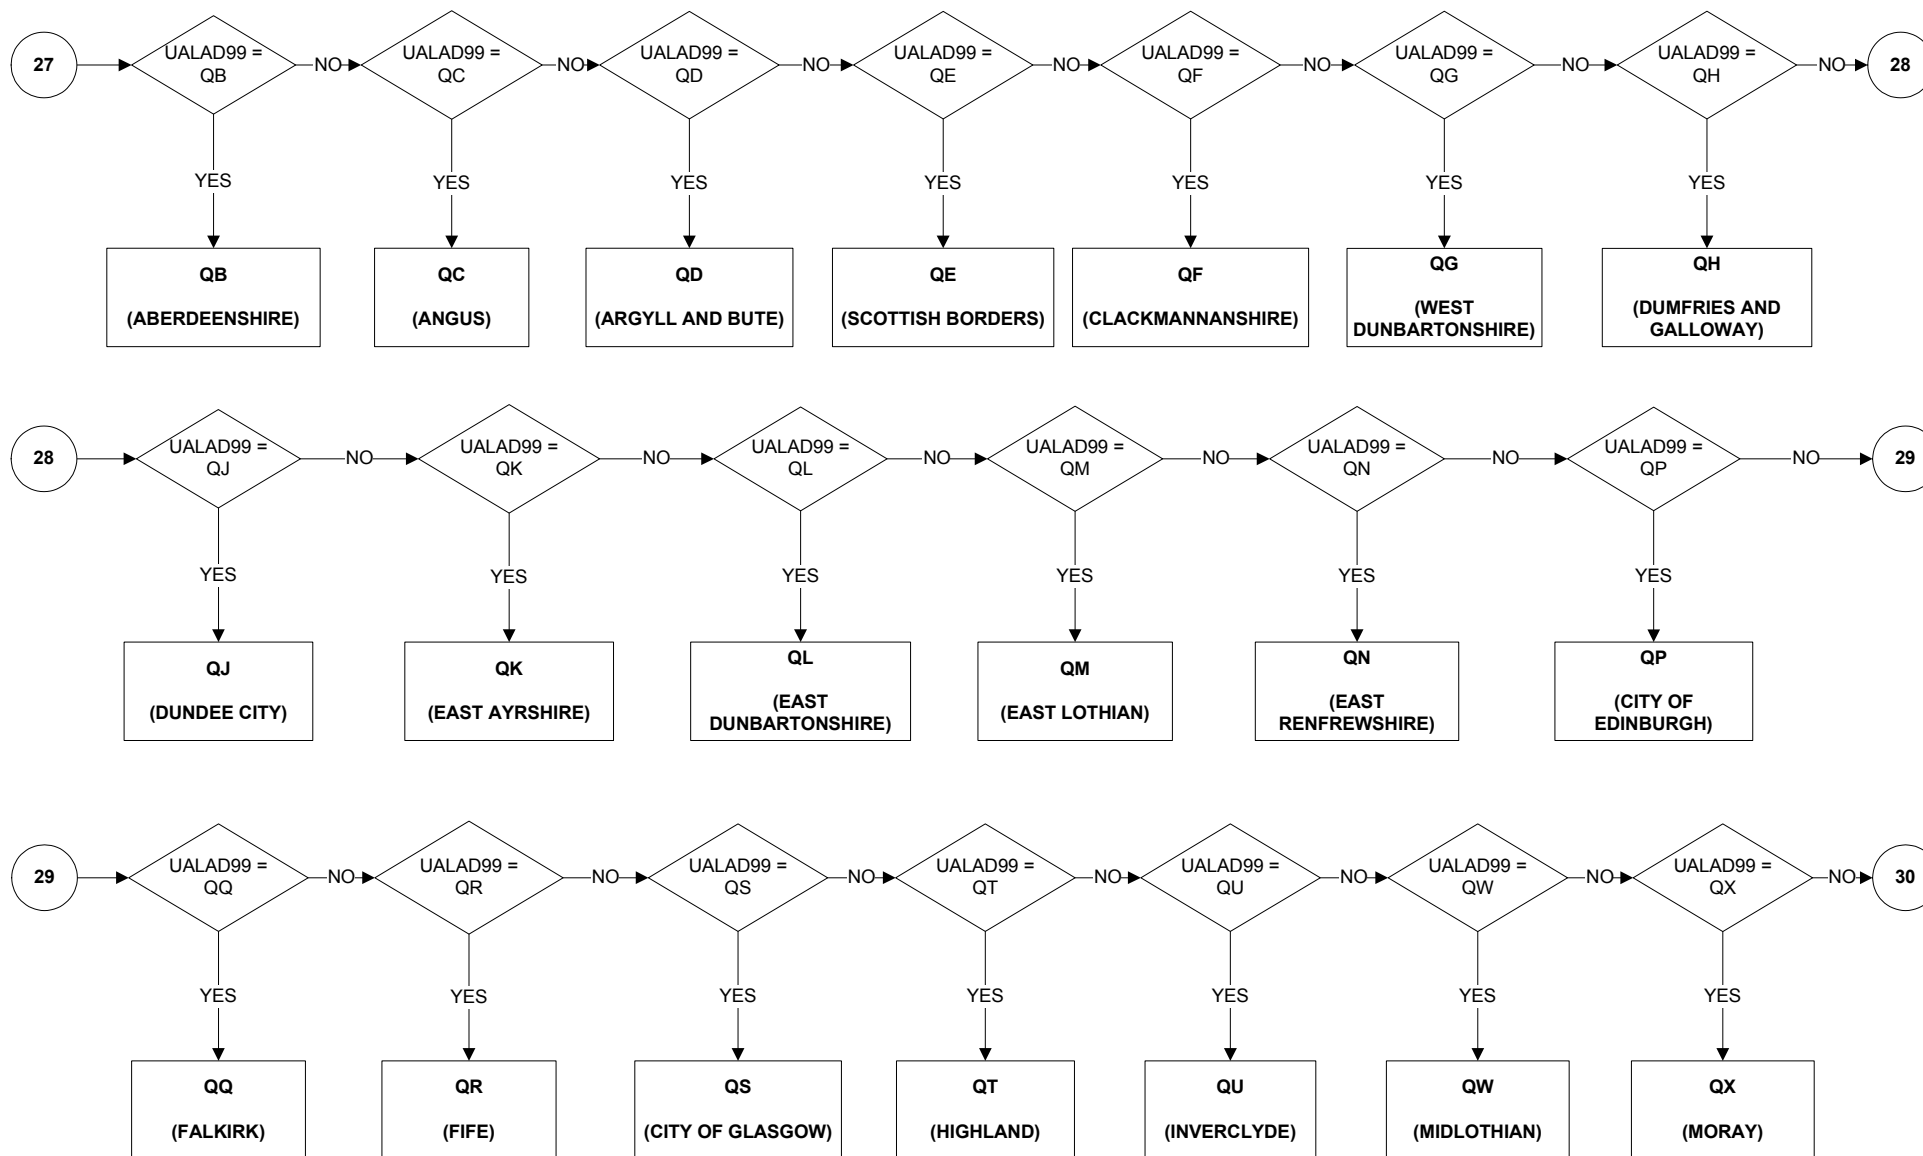 27
UALAD99 =
QB
NO
UALAD99 =
QC
NO
UALAD99 =
QD
NO
UALAD99 =
QE
NO
UALAD99 =
QF
NO
UALAD99 =
QG
NO
UALAD99 =
QH
NO
28
YES
YES
YES
YES
YES
YES
YES
QB
(ABERDEENSHIRE)
QC
(ANGUS)
QD
(ARGYLL AND BUTE)
QE
(SCOTTISH BORDERS)
QF
(CLACKMANNANSHIRE)
QG
(WEST
DUNBARTONSHIRE)
QH
(DUMFRIES AND
GALLOWAY)
28
UALAD99 =
QJ
NO
UALAD99 =
QK
NO
UALAD99 =
QL
NO
UALAD99 =
QM
NO
UALAD99 =
QN
NO
UALAD99 =
QP
NO
29
YES
YES
YES
YES
YES
YES
QJ
(DUNDEE CITY)
QK
(EAST AYRSHIRE)
QL
(EAST
DUNBARTONSHIRE)
QM
(EAST LOTHIAN)
QN
(EAST
RENFREWSHIRE)
QP
(CITY OF
EDINBURGH)
29
UALAD99 =
QQ
NO
UALAD99 =
QR
NO
UALAD99 =
QS
NO
UALAD99 =
QT
NO
UALAD99 =
QU
NO
UALAD99 =
QW
NO
UALAD99 =
QX
NO
30
YES
YES
YES
YES
YES
YES
YES
QQ
(FALKIRK)
QR
(FIFE)
QS
(CITY OF GLASGOW)
QT
(HIGHLAND)
QU
(INVERCLYDE)
QW
(MIDLOTHIAN)
QX
(MORAY)